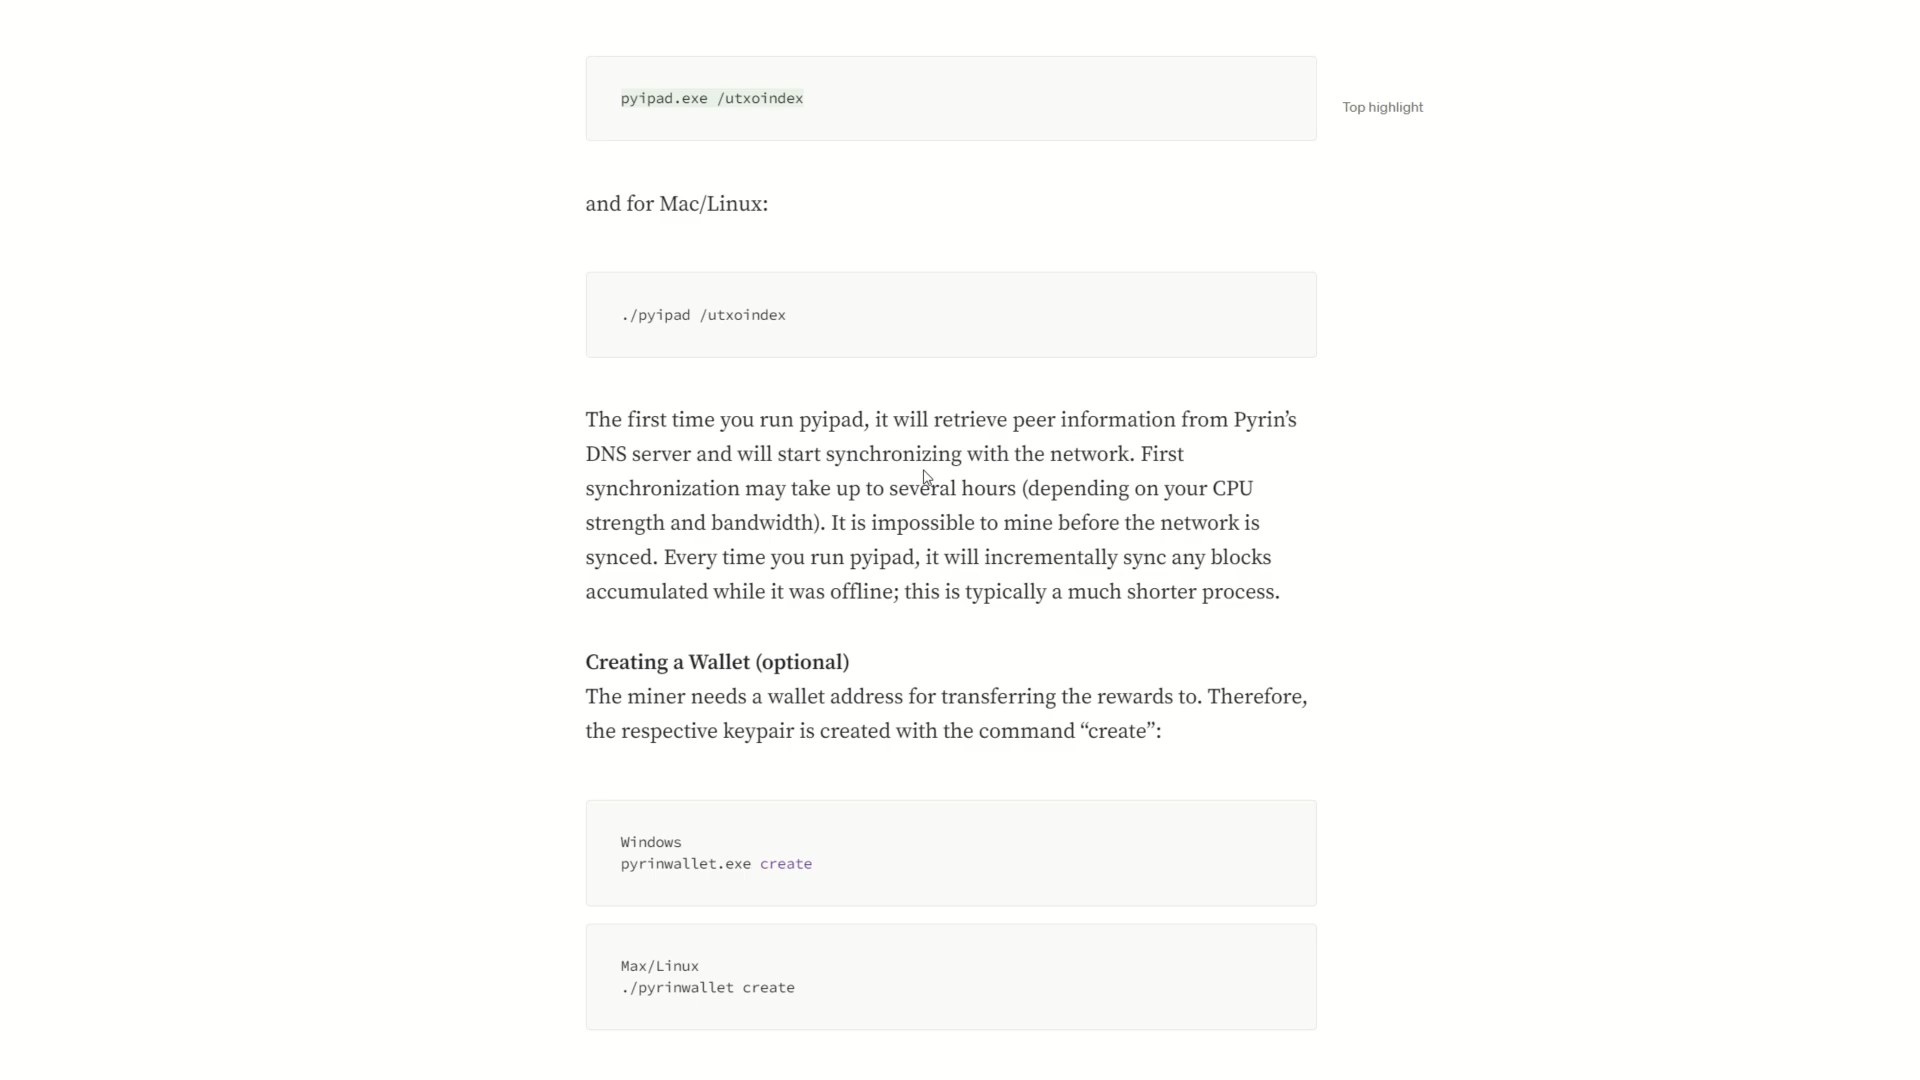 pyipad.exe /utxoindex
Top highlight
and for Mac/Linux:
./pyipad /utxoindex
The first time you run pyipad, it will retrieve peer information from Pyrin’s
DNS server and will start synchronizing with the network. First
synchronization may take up to several hours (depending on your CPU
strength and bandwidth). It is impossible to mine before the network is
synced. Every time you run pyipad, it will incrementally sync any blocks
accumulated while it was offline; this is typically a much shorter process.
Creating a Wallet (optional)
The miner needs a wallet address for transferring the rewards to. Therefore,
the respective keypair is created with the command “create”:
Windows
pyrinwallet.exe create
Max/Linux
./pyrinwallet create